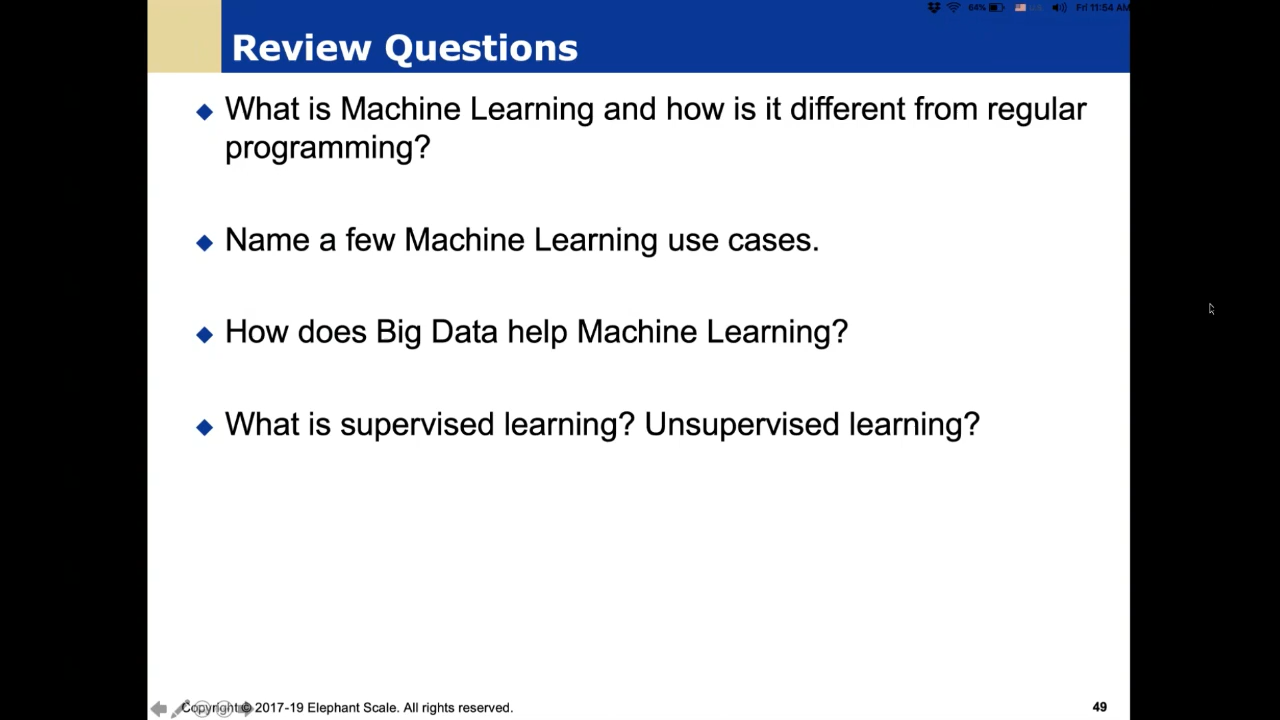 64%
Fri 11:54 AM
Review Questions
What is Machine Learning and how is it different from regular
programming?
Name a few Machine Learning use cases.
How does Big Data help Machine Learning?
What is supervised learning? Unsupervised learning?
Copyright © 2017-19 Elephant Scale. All rights reserved.
49